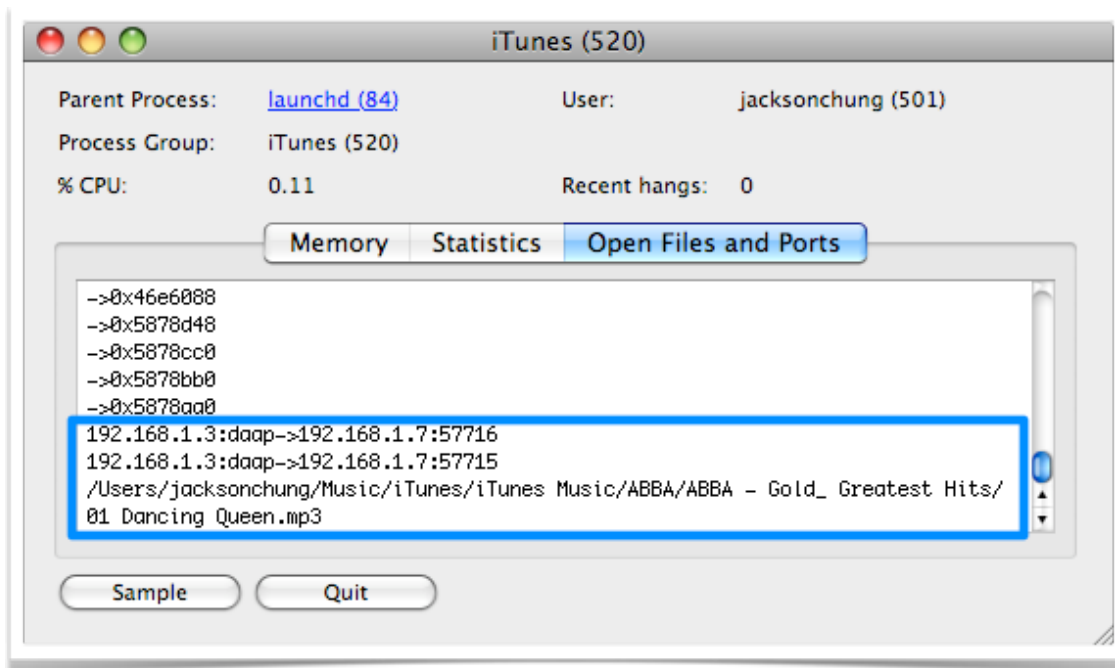 iTunes (520)
Parent Process: launchd (84) User: jacksonchung (501)
Process Group: iTunes (520)
% CPU: 0.11 Recent hangs: 0
Memory Statistics Open Files and Ports
->0x46e6088
->0x5878d48
->0x5878cc0
->0x5878bb0
->0x5878aa0
192.168.1.3:daap->192.168.1.7:57716
192.168.1.3:daap->192.168.1.7:57715
/Users/jacksonchung/Music/iTunes/iTunes Music/ABBA/ABBA - Gold_ Greatest Hits/
01 Dancing Queen.mp3
Sample Quit